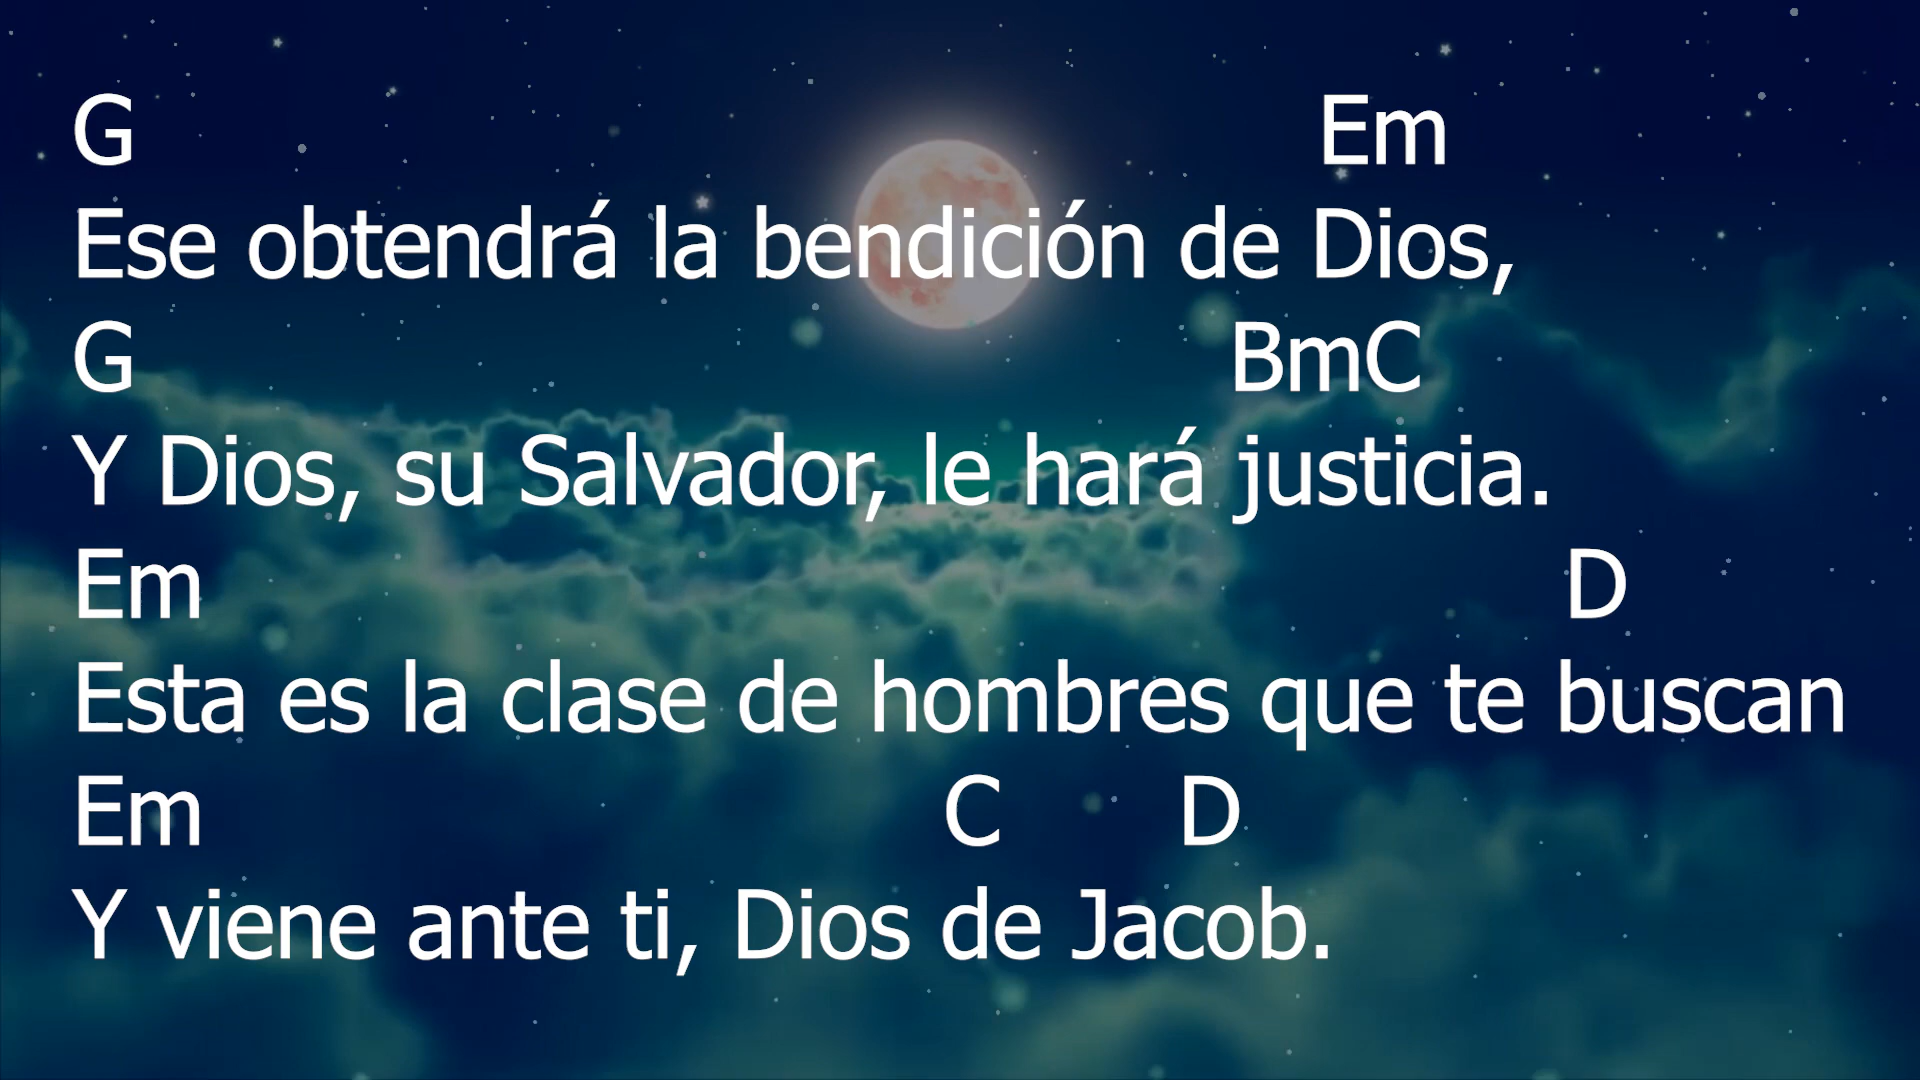 G Em
Ese obtendrá la bendición de Dios,
G BmC
Y Dios, su Salvador, le hará justicia.
Em D
Esta es la clase de hombres que te buscan
Em C D
Y viene ante ti, Dios de Jacob.